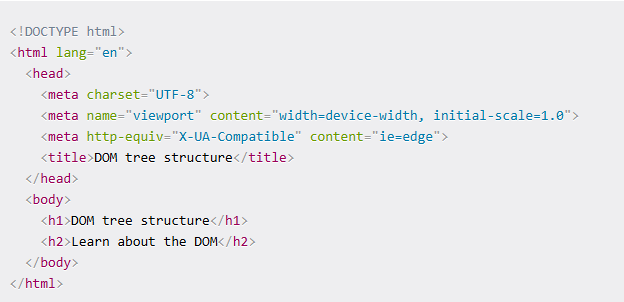 <!DOCTYPE html>
<html lang="en">
  <head>
    <meta charset="UTF-8">
    <meta name="viewport" content="width=device-width, initial-scale=1.0">
    <meta http-equiv="X-UA-Compatible" content="ie=edge">
    <title>DOM tree structure</title>
  </head>
  <body>
    <h1>DOM tree structure</h1>
    <h2>Learn about the DOM</h2>
  </body>
</html>